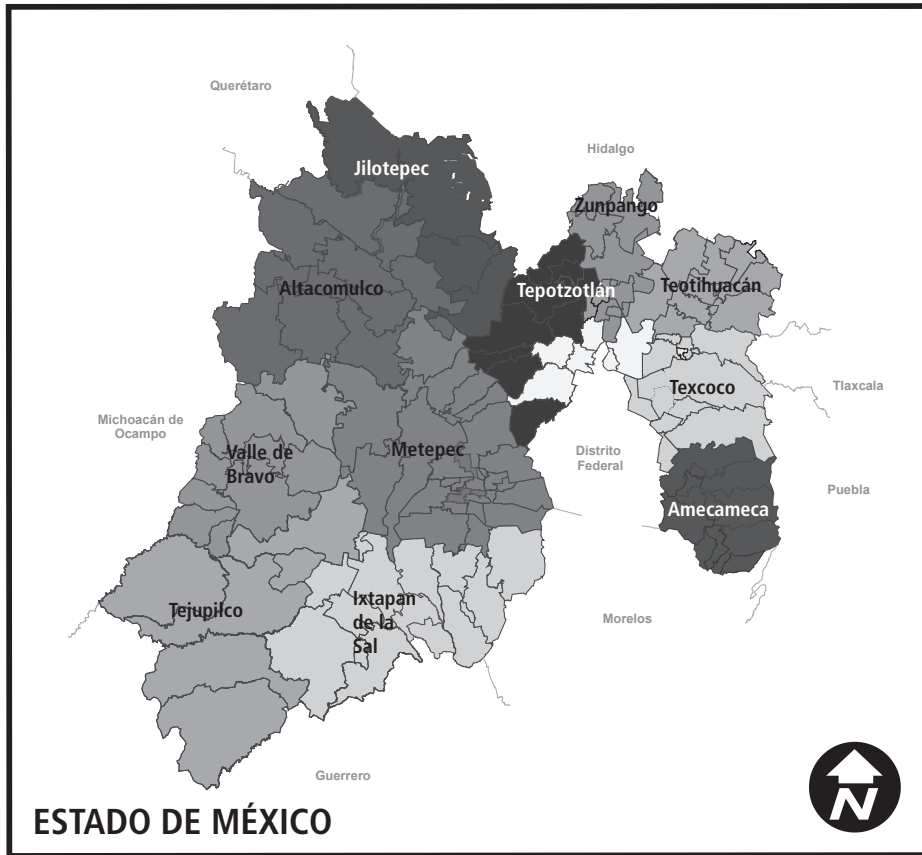 Querétaro
Hidalgo
Jilotepec
Zunpango
Teotihuacán
Tepotzotlán
Altacomulco
Texcoco
Tlaxcala
Michoacán de
Ocampo
Valle de
Bravo
Metepec
Distrito
Federal
Puebla
Amecameca
Tejupilco
Ixtapan
de la
Sal
Morelos
Guerrero
ESTADO DE MÉXICO
N